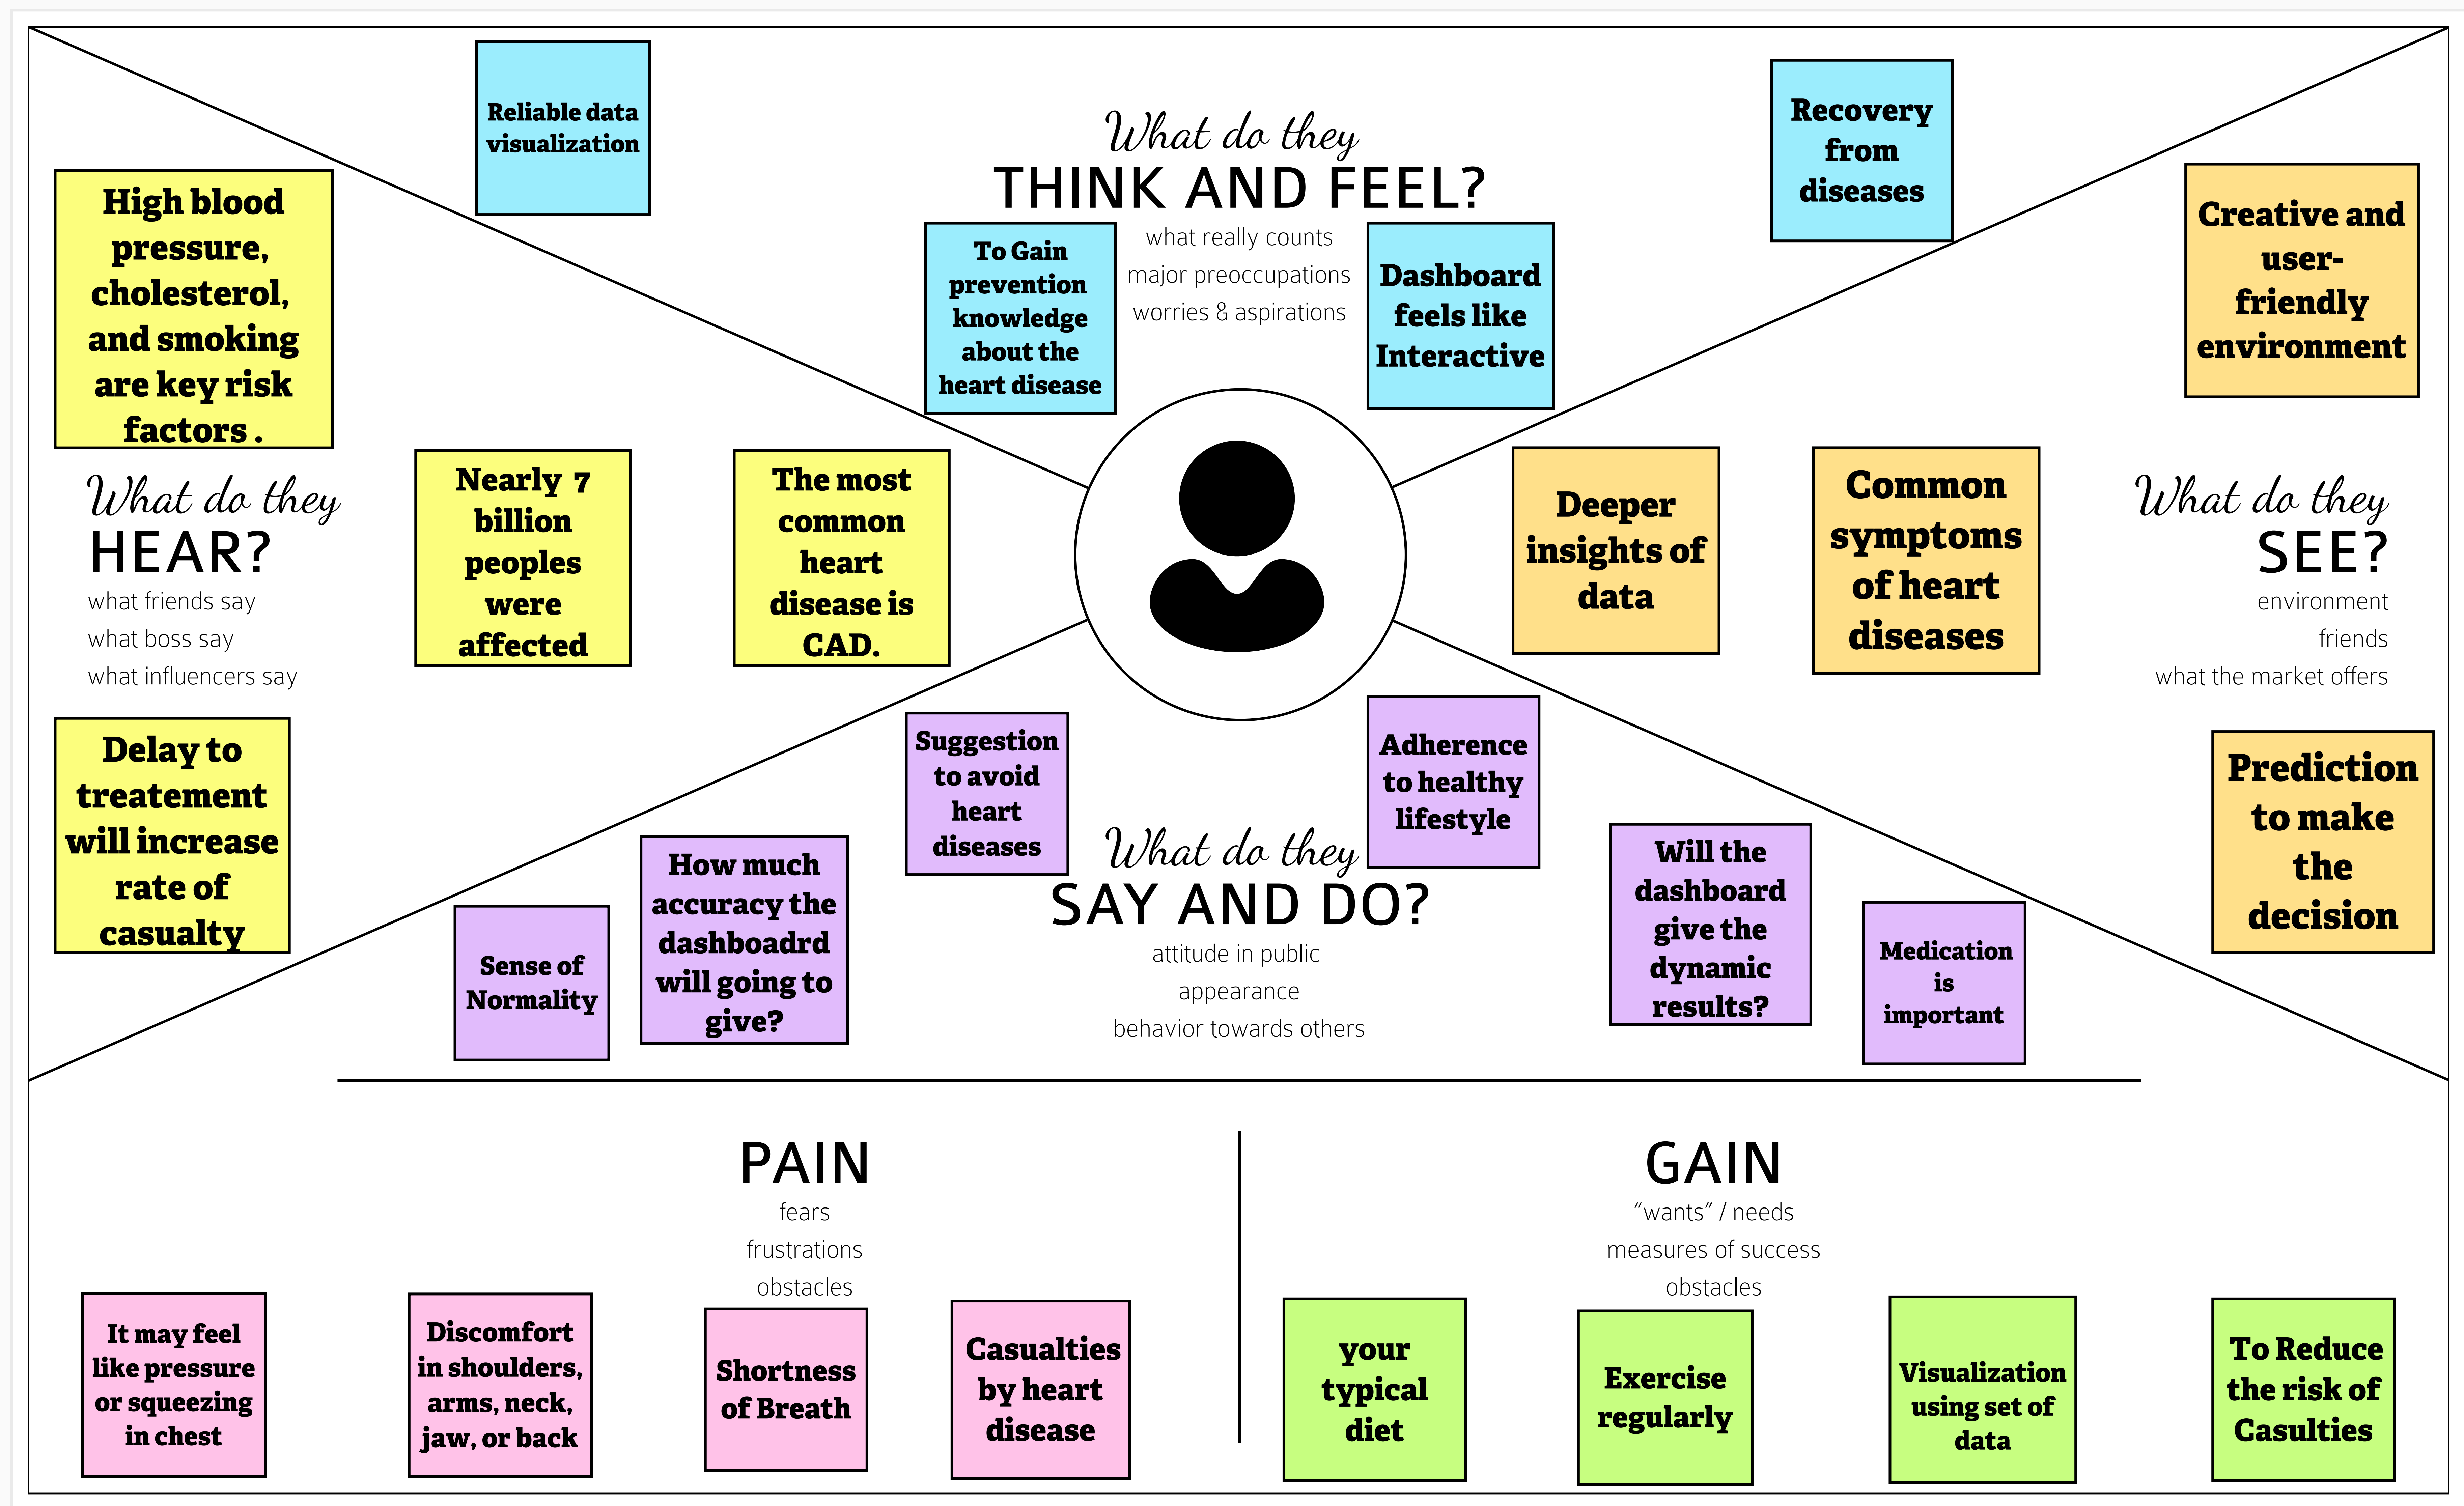 Reliable data
visualization
What do they
THINK AND FEEL?
what really counts
major preoccupations
worries & aspirations
To Gain
prevention
knowledge
about the
heart disease
Dashboard
feels like
Interactive
Recovery
from
diseases
High blood
pressure,
cholesterol,
and smoking
are key risk
factors .
What do they
HEAR?
what friends say
what boss say
what influencers say
Nearly 7
billion
peoples
were
affected
The most
common
heart
disease is
CAD.
Delay to
treatement
will increase
rate of
casualty
Creative and
user-
friendly
environment
Deeper
insights of
data
Common
symptoms
of heart
diseases
What do they
SEE?
environment
friends
what the market offers
Prediction
to make
the
decision
Suggestion
to avoid
heart
diseases
Adherence
to healthy
lifestyle
What do they
SAY AND DO?
attitude in public
appearance
behavior towards others
Sense of
Normality
How much
accuracy the
dashboadrd
will going to
give?
Will the
dashboard
give the
dynamic
results?
Medication
is
important
PAIN
fears
frustrations
obstacles
It may feel
like pressure
or squeezing
in chest
Discomfort
in shoulders,
arms, neck,
jaw, or back
Shortness
of Breath
Casualties
by heart
disease
GAIN
“wants” / needs
measures of success
obstacles
your
typical
diet
Exercise
regularly
Visualization
using set of
data
To Reduce
the risk of
Casulties